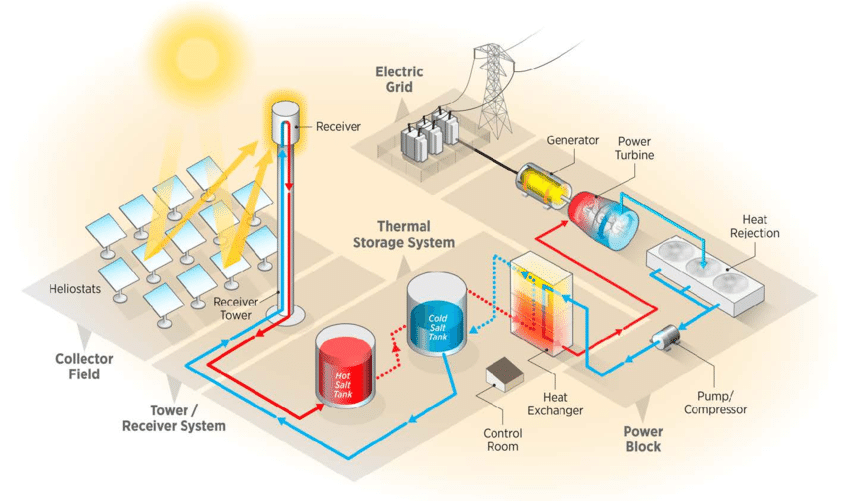 Electric
Grid
Receiver
Generator
Power
Turbine
Heat
Rejection
Thermal
Storage System
Heliostats
Receiver
Tower
Cold
Salt
Tank
Hot
Salt
Tank
Collector
Field
Tower /
Receiver System
Heat
Exchanger
Control
Room
Pump/
Compressor
Power
Block